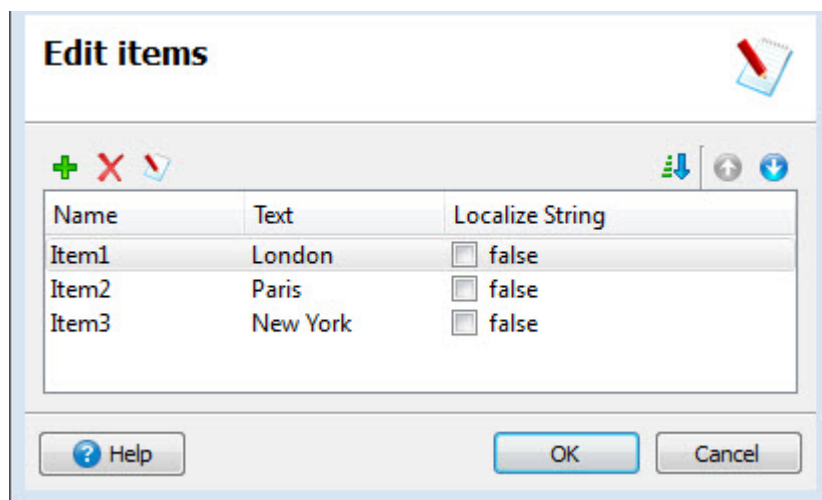 Edit items
Name Text Localize String
Item1 London false
Item2 Paris false
Item3 New York false
Help OK Cancel